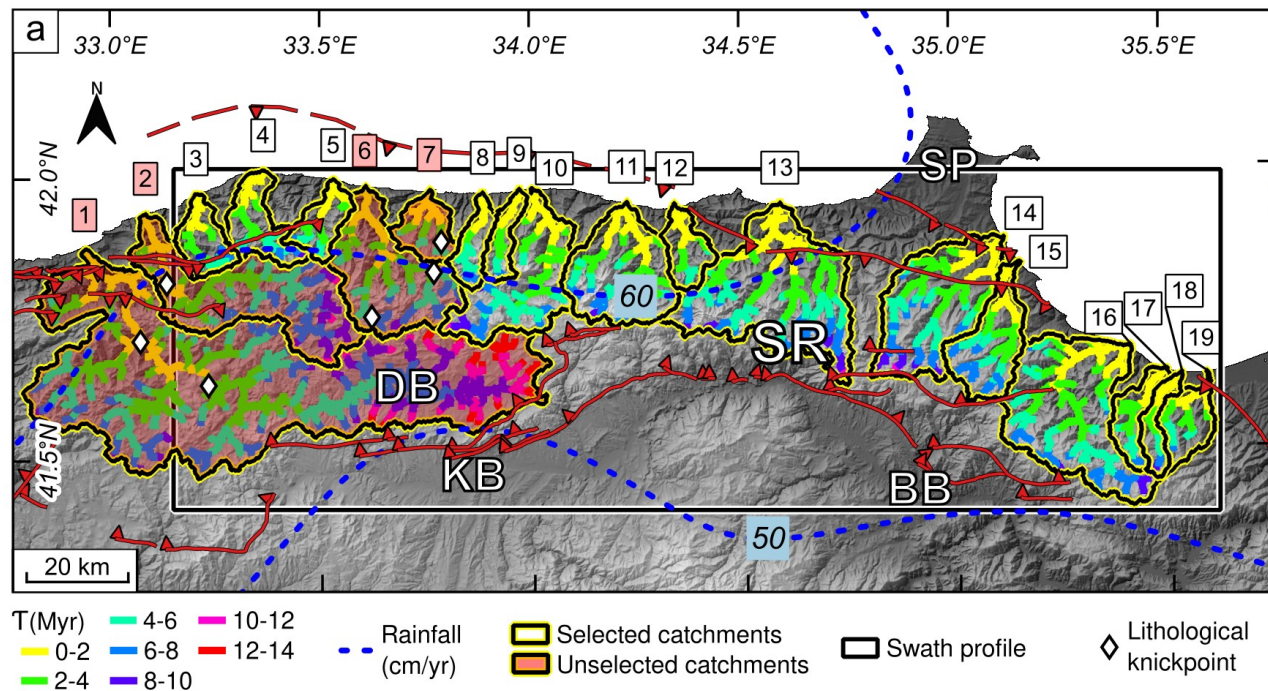 a
33.0°E
33.5°E
34.0°E
34.5°E
35.0°E
35.5°E
N
42.0°N
41.5°N
1
2
3
4
5
6
7
8
9
10
11
12
13
14
15
16
17
18
19
SP
60
SR
DB
KB
BB
50
20 km
Ƭ(Myr)
0-2
2-4
4-6
6-8
8-10
10-12
12-14
Rainfall
(cm/yr)
Selected catchments
Unselected catchments
Swath profile
Lithological
knickpoint